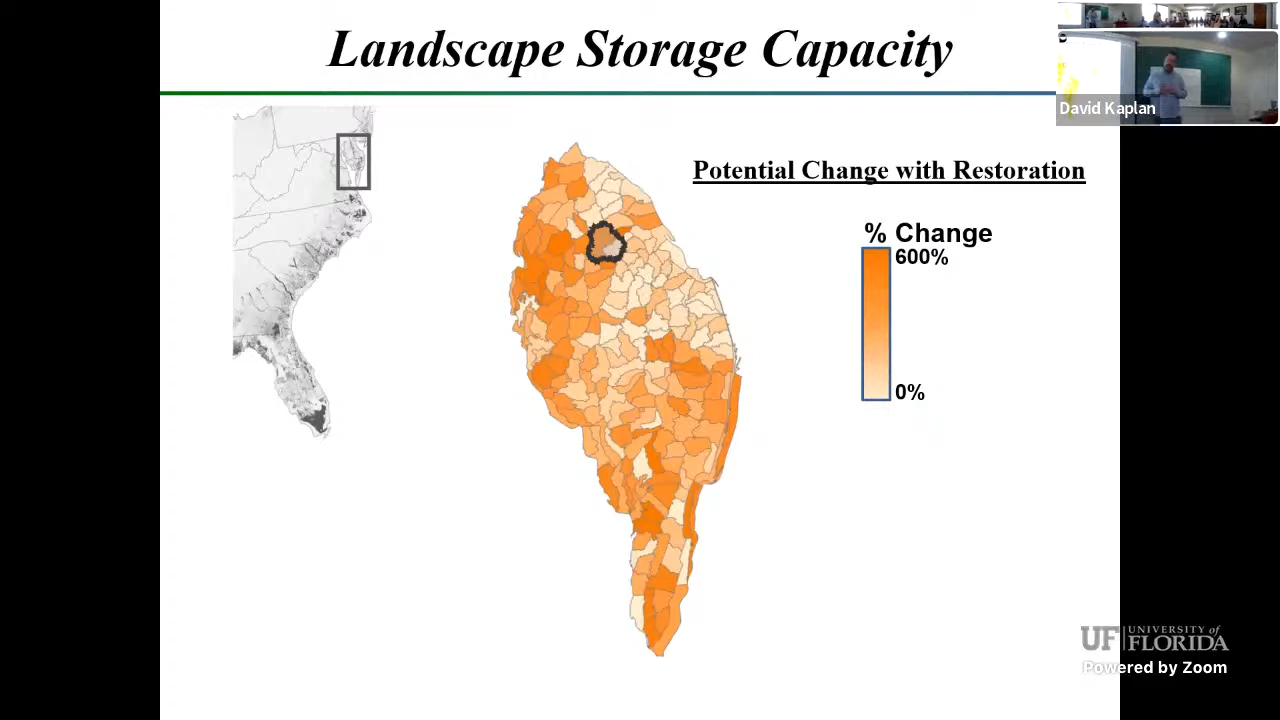 Landscape Storage Capacity
David Kaplan
Potential Change with Restoration
% Change
600%
0%
UF UNIVERSITY of
FLORIDA
Powered by Zoom